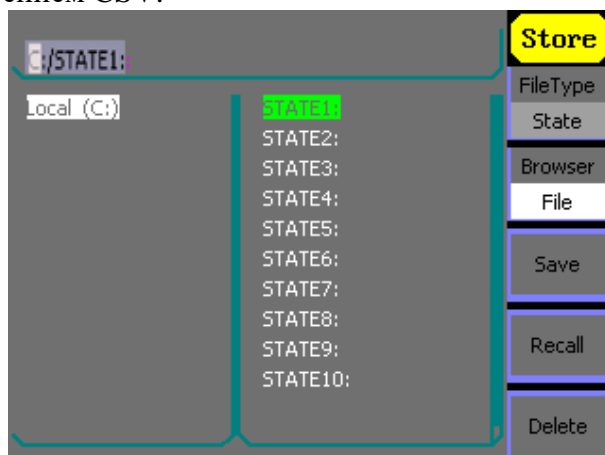 CSV.
C:/STATE1:
Local (C:)
STATE1:
STATE2:
STATE3:
STATE4:
STATE5:
STATE6:
STATE7:
STATE8:
STATE9:
STATE10:
Store
FileType
State
Browser
File
Save
Recall
Delete